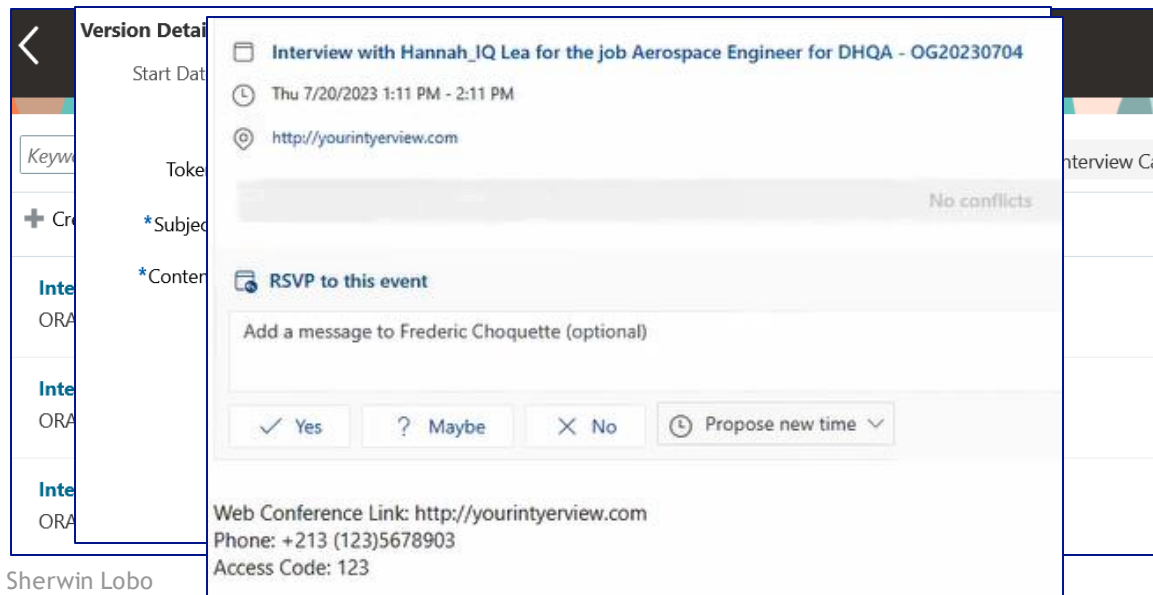 Version Detai
Start Dat
Keyw
Toke
nterview Ca
Cre
*Subjec
*Conten
Inte
ORA
Inte
ORA
Inte
ORA
Interview with Hannah_IQ Lea for the job Aerospace Engineer for DHQA - OG20230704
Thu 7/20/2023 1:11 PM - 2:11 PM
http://yourintyerview.com
No conflicts
RSVP to this event
Add a message to Frederic Choquette (optional)
Yes ? Maybe No Propose new time
Web Conference Link: http://yourintyerview.com
Phone: +213 (123)5678903
Access Code: 123
Sherwin Lobo